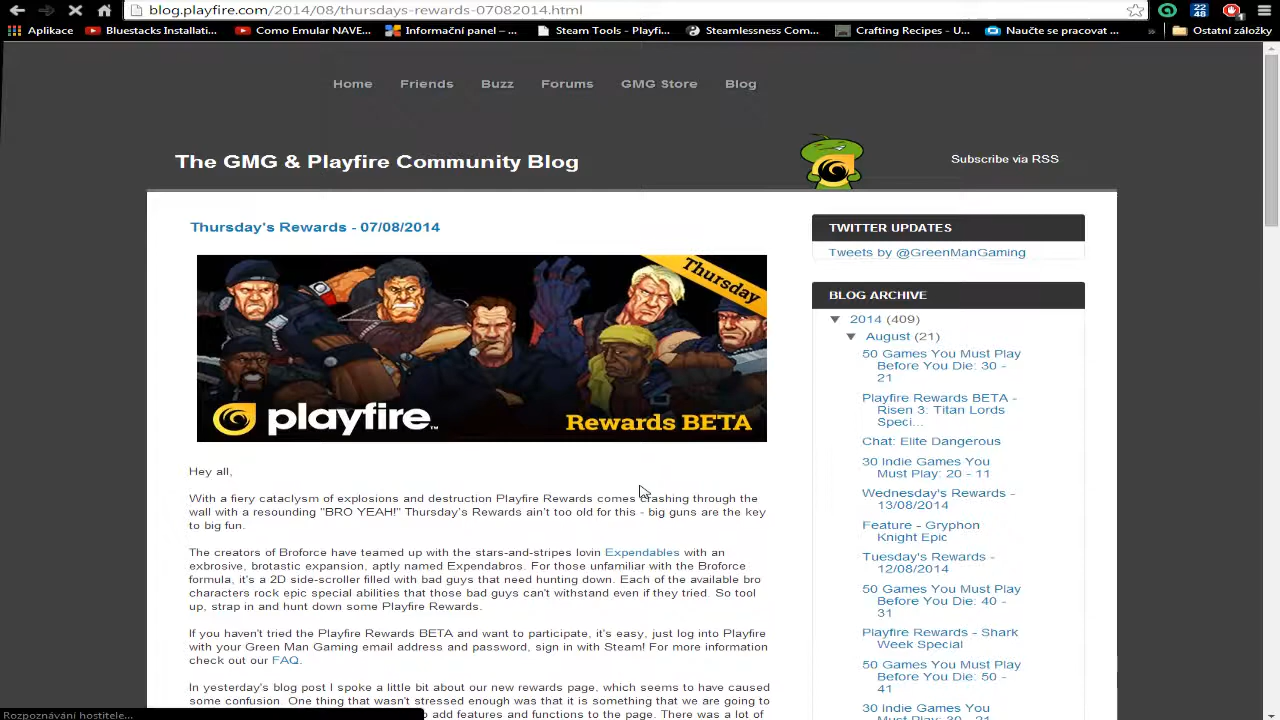 blog.playfire.com/2014/08/thursdays-rewards-07082014.html
22
48
1
Aplikace
Bluestacks Installati...
Como Emular NAVE...
Informační panel – ...
Steam Tools - Playfi...
Steamlessness Com...
Crafting Recipes - U...
Naučte se pracovat ...
»
Ostatní záložky
Home
Friends
Buzz
Forums
GMG Store
Blog
The GMG & Playfire Community Blog
Subscribe via RSS
Thursday's Rewards - 07/08/2014
Thursday
playfire™
Rewards BETA
Hey all,
With a fiery cataclysm of explosions and destruction Playfire Rewards comes crashing through the
wall with a resounding "BRO YEAH!" Thursday's Rewards ain't too old for this - big guns are the key
to big fun.
The creators of Broforce have teamed up with the stars-and-stripes lovin Expendables with an
exbrosive, brotastic expansion, aptly named Expendabros. For those unfamiliar with the Broforce
formula, it's a 2D side-scroller filled with bad guys that need hunting down. Each of the available bro
characters rock epic special abilities that those bad guys can't withstand even if they tried. So tool
up, strap in and hunt down some Playfire Rewards.
If you haven't tried the Playfire Rewards BETA and want to participate, it's easy, just log into Playfire
with your Green Man Gaming email address and password, sign in with Steam! For more information
check out our FAQ.
In yesterday's blog post I spoke a little bit about our new rewards page, which seems to have caused
some confusion. One thing that wasn't stressed enough was that it is something that we are going to
add features and functions to the page. There was a lot of
TWITTER UPDATES
Tweets by @GreenManGaming
BLOG ARCHIVE
▼ 2014 (409)
▼ August (21)
50 Games You Must Play
Before You Die: 30 -
21
Playfire Rewards BETA -
Risen 3: Titan Lords
Speci...
Chat: Elite Dangerous
30 Indie Games You
Must Play: 20 - 11
Wednesday's Rewards -
13/08/2014
Feature - Gryphon
Knight Epic
Tuesday's Rewards -
12/08/2014
50 Games You Must Play
Before You Die: 40 -
31
Playfire Rewards - Shark
Week Special
50 Games You Must Play
Before You Die: 50 -
41
30 Indie Games You
Must Play: 30 - 21
Rozpoznávání hostitele...